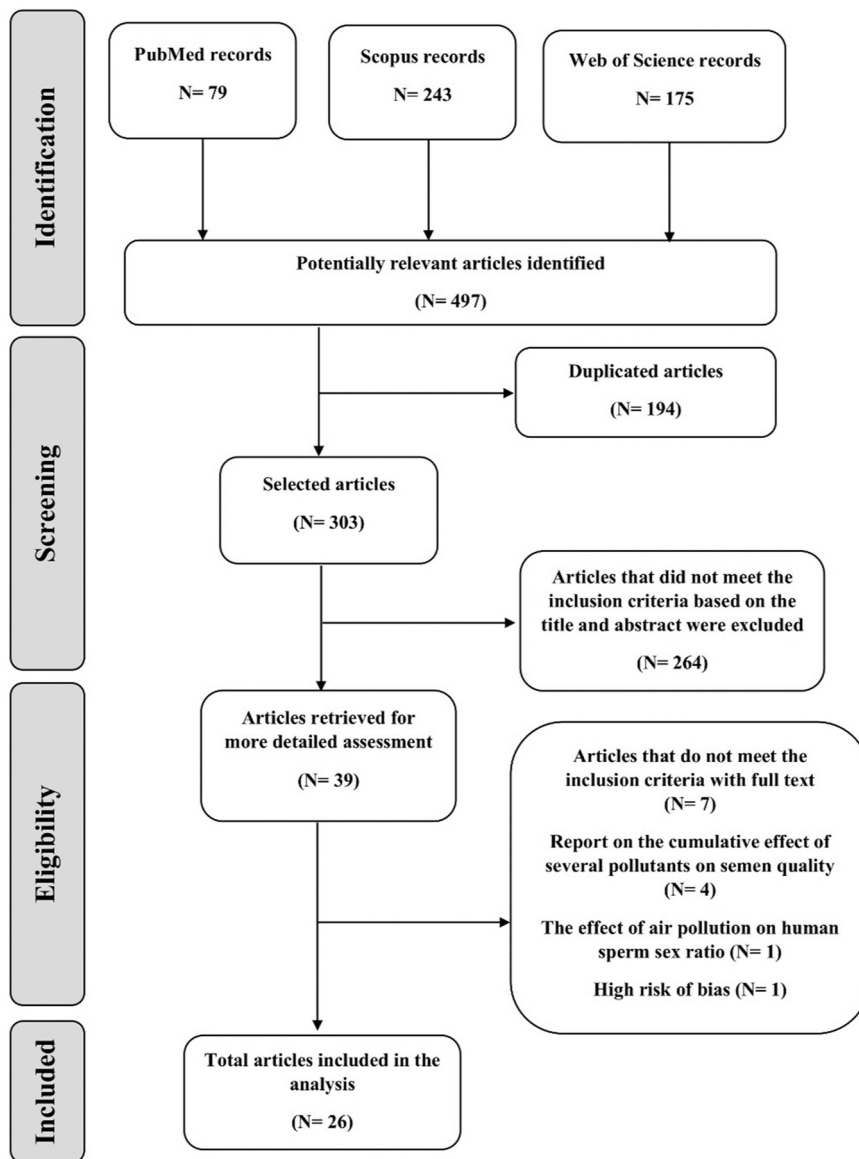 Identification
PubMed records
N= 79
Scopus records
N= 243
Web of Science records
N= 175
Potentially relevant articles identified
(N= 497)
Screening
Duplicated articles
(N= 194)
Selected articles
(N= 303)
Articles that did not meet the
inclusion criteria based on the
title and abstract were excluded
(N= 264)
Eligibility
Articles retrieved for
more detailed assessment
(N= 39)
Articles that do not meet the
inclusion criteria with full text
(N= 7)
Report on the cumulative effect of
several pollutants on semen quality
(N= 4)
The effect of air pollution on human
sperm sex ratio (N= 1)
High risk of bias (N= 1)
Included
Total articles included in the
analysis
(N= 26)